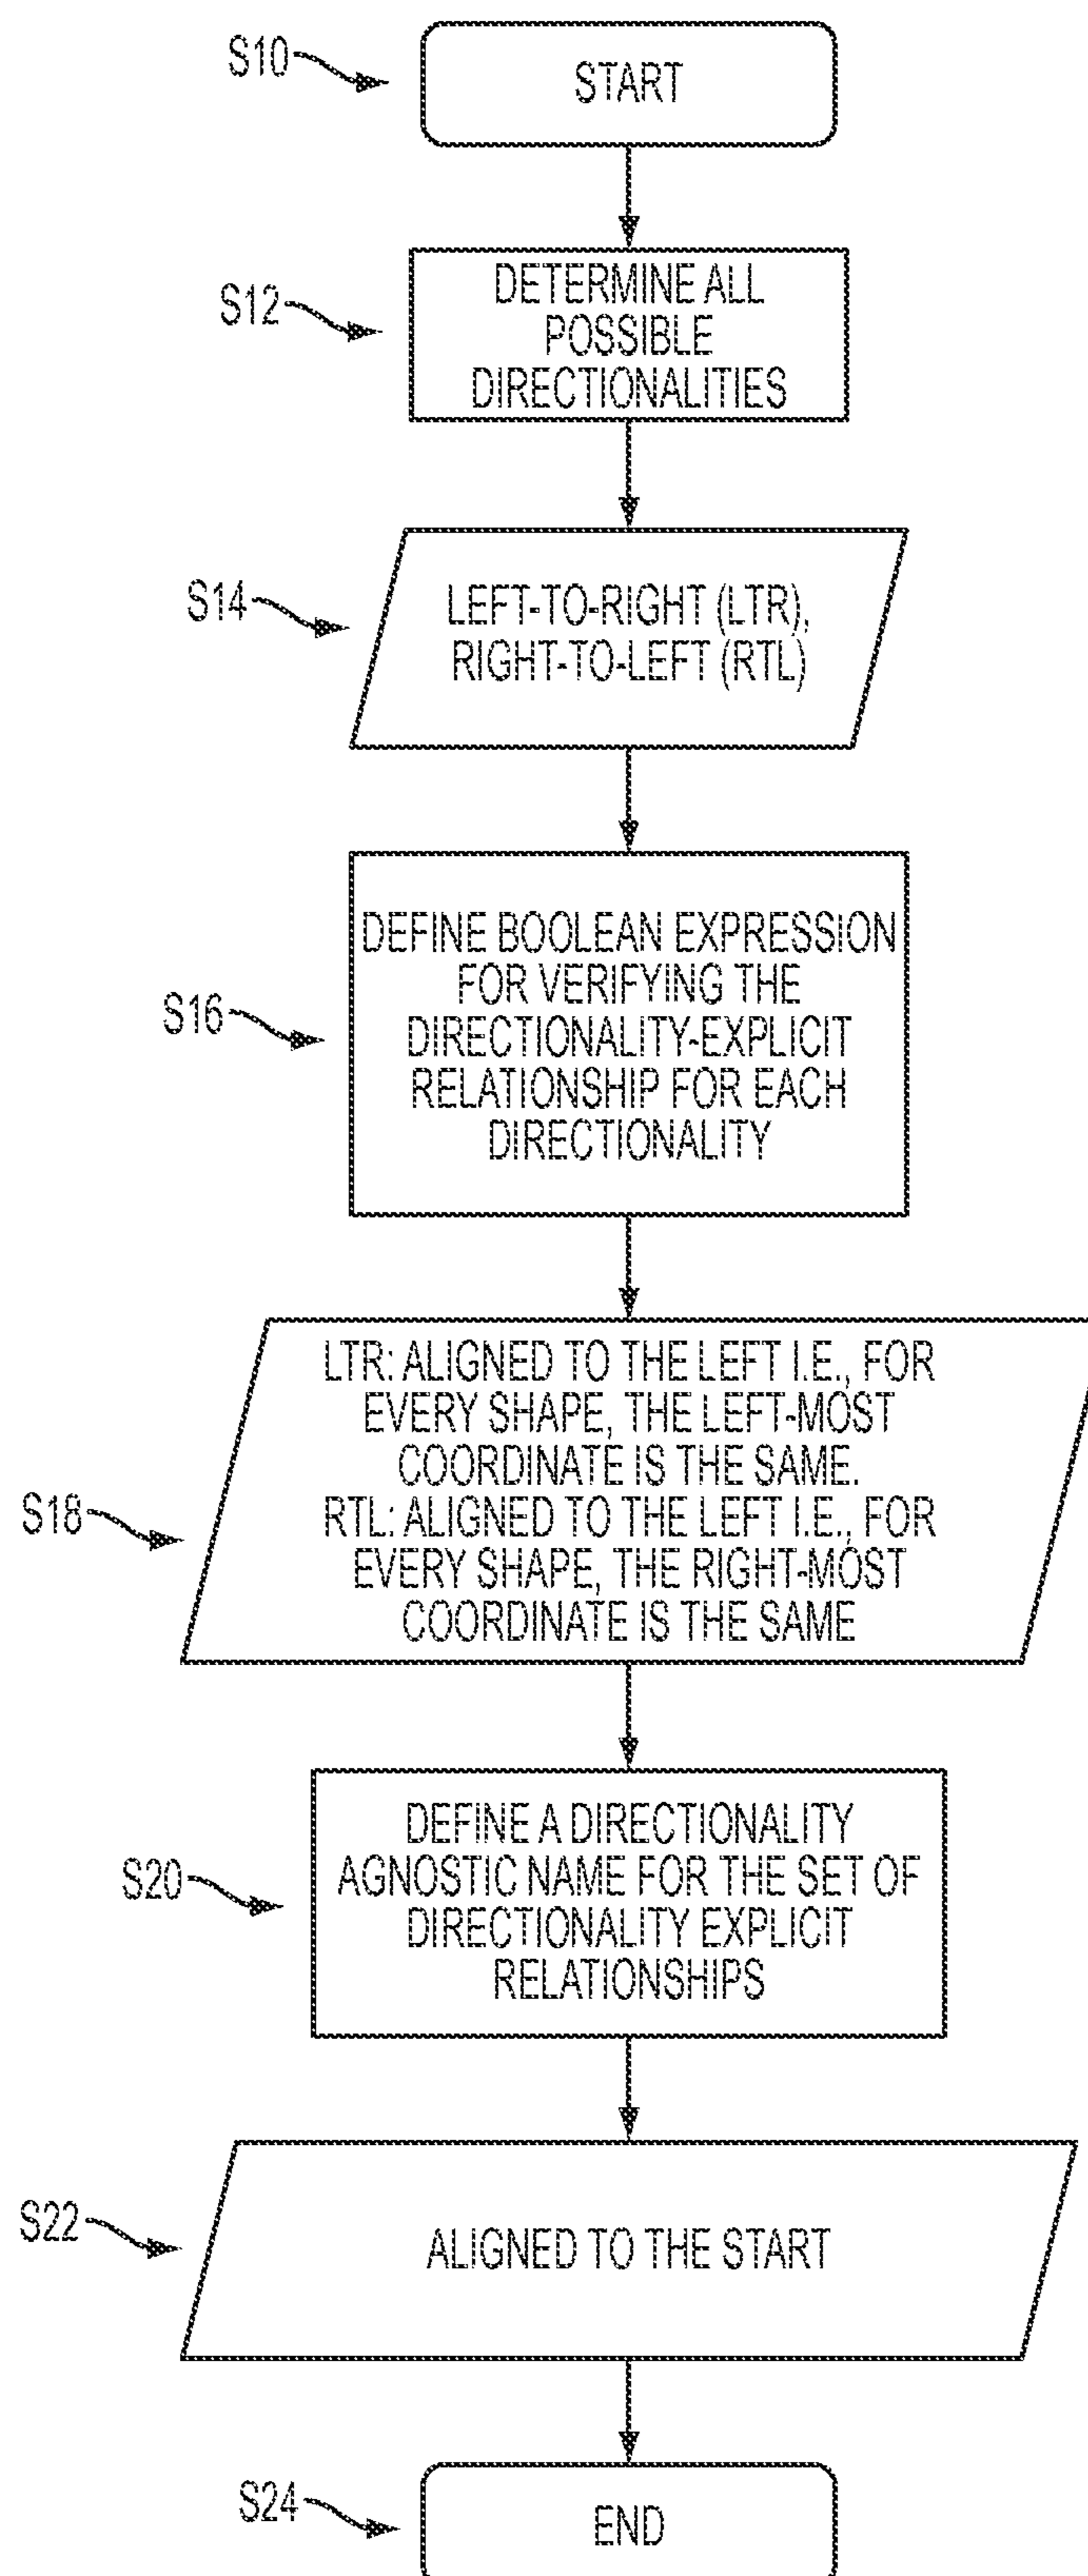 S10
START
S12
DETERMINE ALL
POSSIBLE
DIRECTIONALITIES
S14
LEFT-TO-RIGHT (LTR),
RIGHT-TO-LEFT (RTL)
S16
DEFINE BOOLEAN EXPRESSION
FOR VERIFYING THE
DIRECTIONALITY-EXPLICIT
RELATIONSHIP FOR EACH
DIRECTIONALITY
S18
LTR: ALIGNED TO THE LEFT I.E., FOR
EVERY SHAPE, THE LEFT-MOST
COORDINATE IS THE SAME.
RTL: ALIGNED TO THE LEFT I.E., FOR
EVERY SHAPE, THE RIGHT-MOST
COORDINATE IS THE SAME
S20
DEFINE A DIRECTIONALITY
AGNOSTIC NAME FOR THE SET OF
DIRECTIONALITY EXPLICIT
RELATIONSHIPS
S22
ALIGNED TO THE START
S24
END